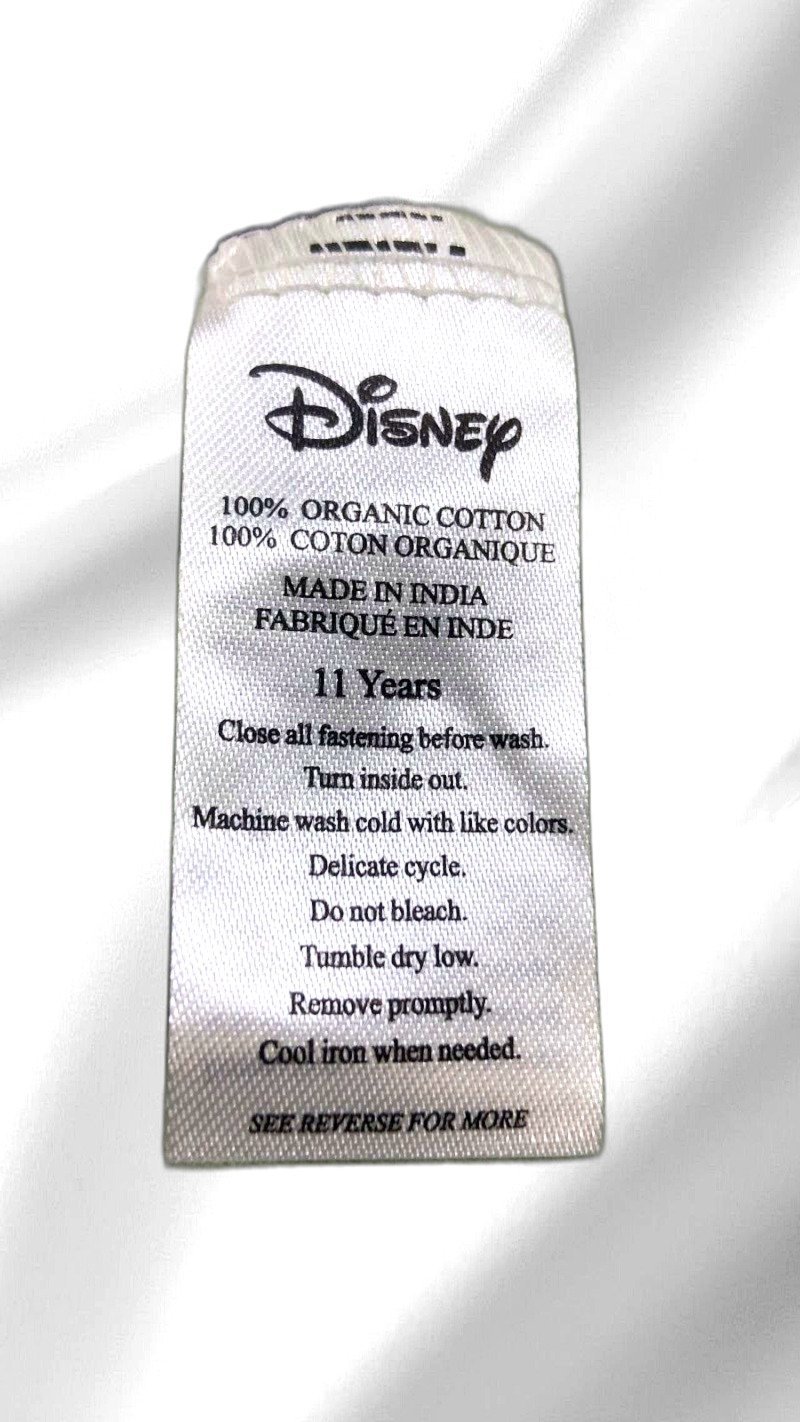 Disney
100% ORGANIC COTTON
100% COTON ORGANIQUE
MADE IN INDIA
FABRIQUÉ EN INDE
11 Years
Close all fastening before wash.
Turn inside out.
Machine wash cold with like colors.
Delicate cycle.
Do not bleach.
Tumble dry low.
Remove promptly.
Cool iron when needed.
SEE REVERSE FOR MORE